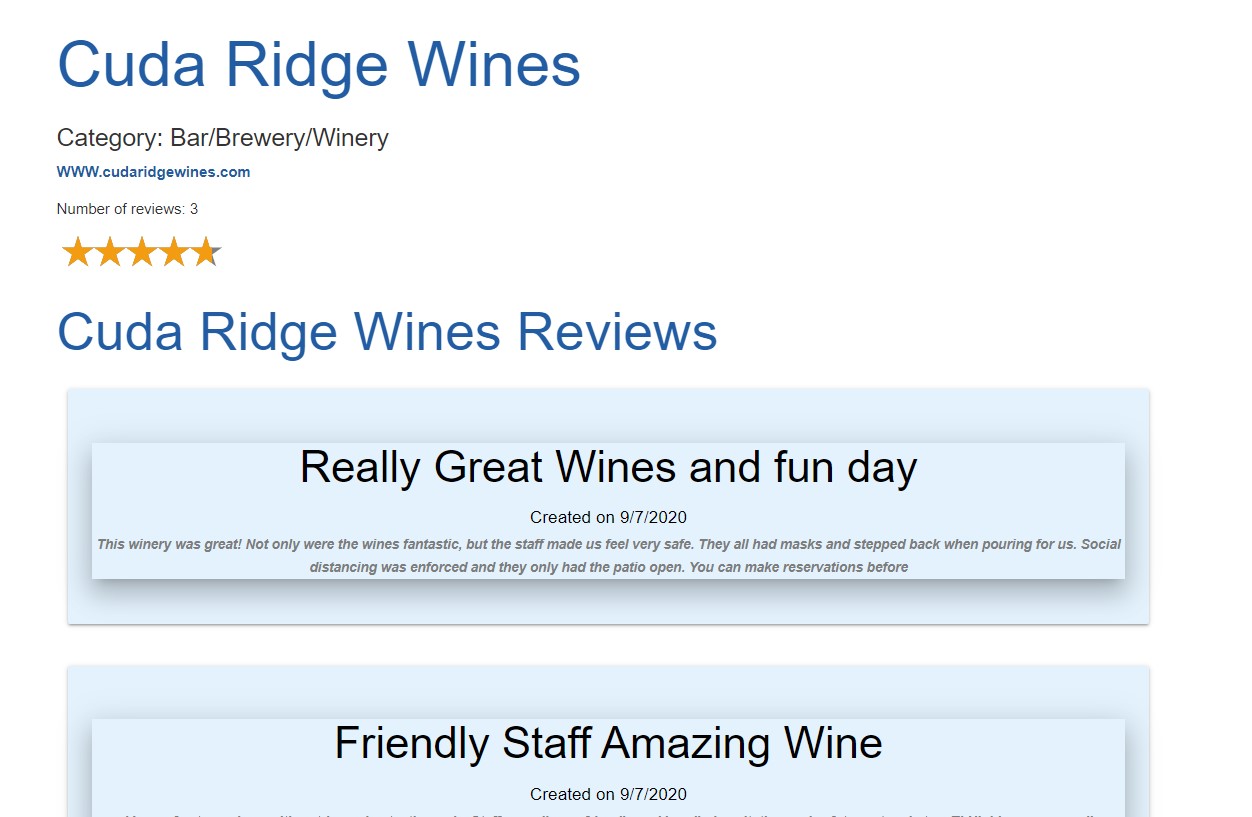 Cuda Ridge Wines
Category: Bar/Brewery/Winery
WWW.cudaridgewines.com
Number of reviews: 3
Cuda Ridge Wines Reviews
Really Great Wines and fun day
Created on 9/7/2020
This winery was great! Not only were the wines fantastic, but the staff made us feel very safe. They all had masks and stepped back when pouring for us. Social
distancing was enforced and they only had the patio open. You can make reservations before
Friendly Staff Amazing Wine
Created on 9/7/2020